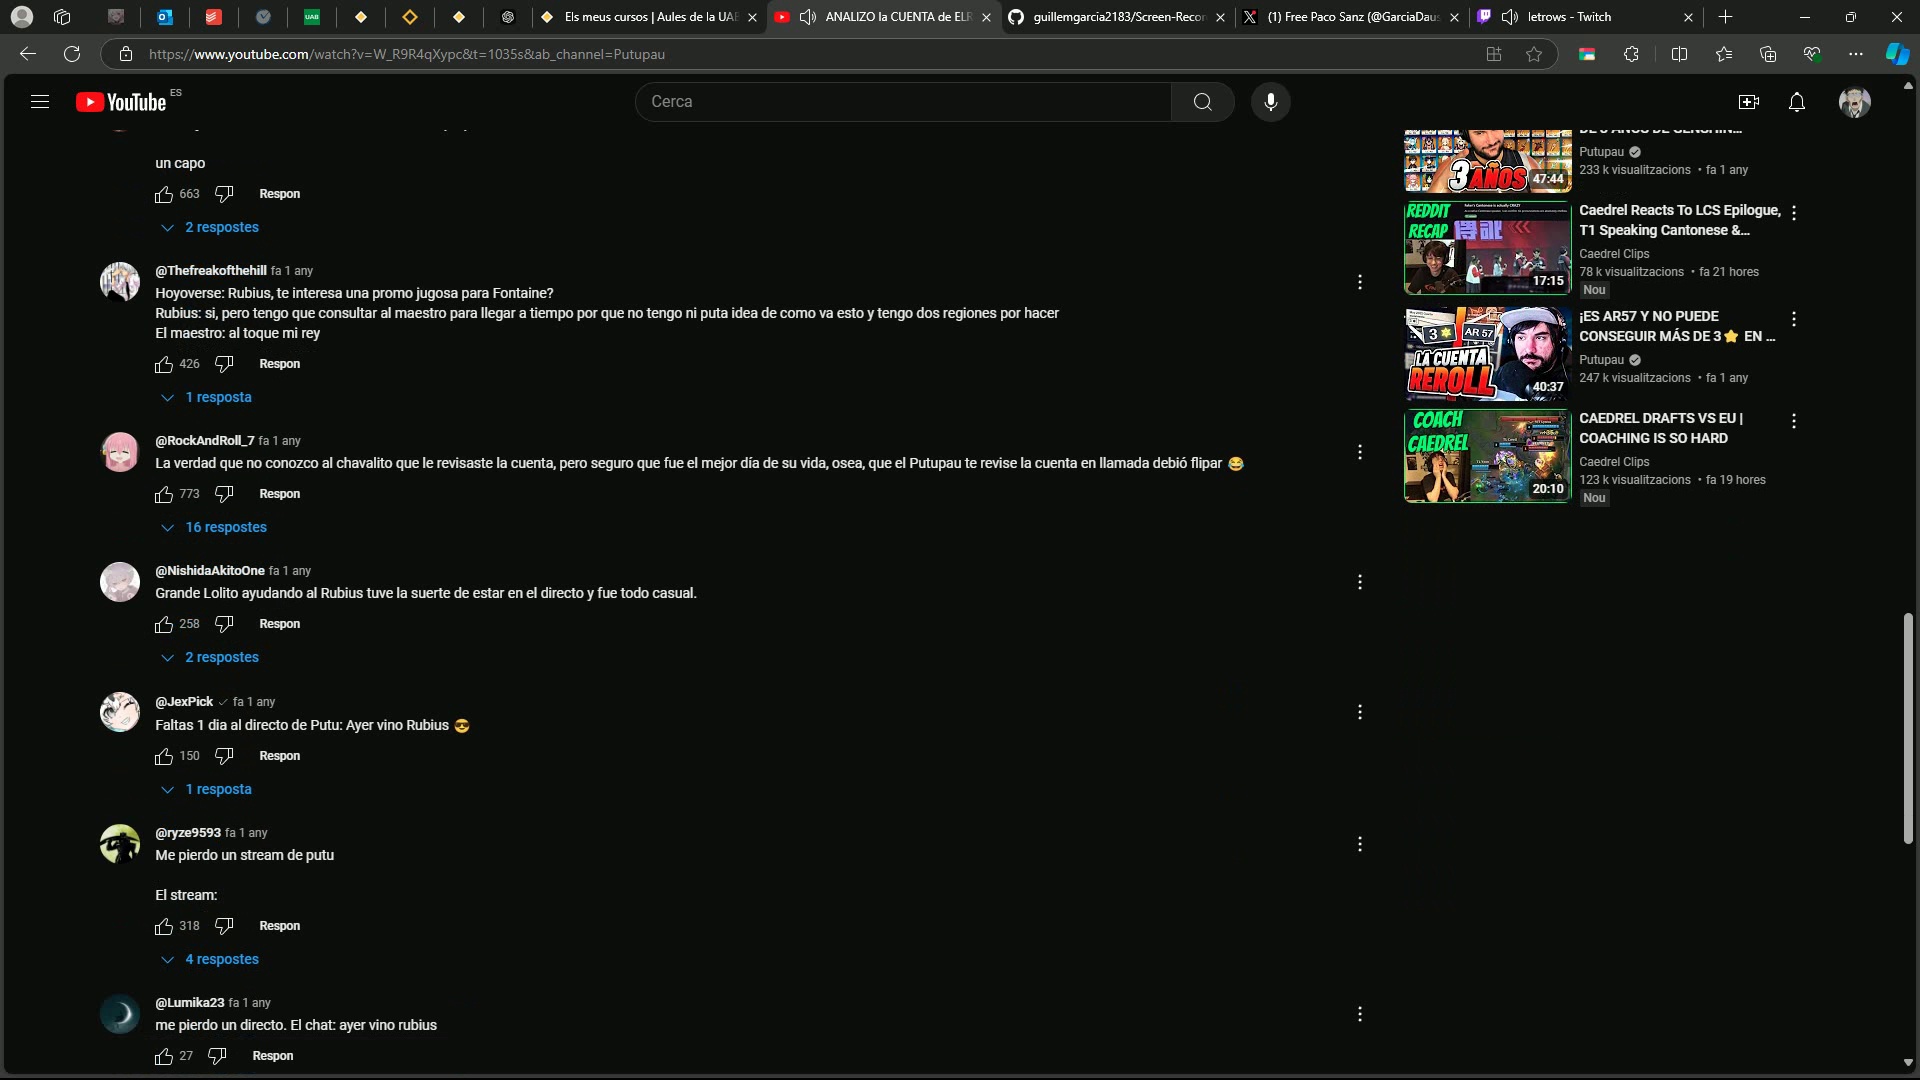 Els meus cursos | Aules de la UAB
ANALIZO la CUENTA de ELR
guillemgarcia2183/Screen-Recor
(1) Free Paco Sanz (@GarciaDaus
letrows - Twitch
https://www.youtube.com/watch?v=W_R9R4qXypc&t=1035s&ab_channel=Putupau
YouTube ES
Cerca
un capo
663 Respon
2 respostes
@Thefreakofthehill fa 1 any
Hoyoverse: Rubius, te interesa una promo jugosa para Fontaine?
Rubius: si, pero tengo que consultar al maestro para llegar a tiempo por que no tengo ni puta idea de como va esto y tengo dos regiones por hacer
El maestro: al toque mi rey
426 Respon
1 resposta
@RockAndRoll_7 fa 1 any
La verdad que no conozco al chavalito que le revisaste la cuenta, pero seguro que fue el mejor día de su vida, osea, que el Putupau te revise la cuenta en llamada debió flipar 😂
773 Respon
16 respostes
@NishidaAkitoOne fa 1 any
Grande Lolito ayudando al Rubius tuve la suerte de estar en el directo y fue todo casual.
258 Respon
2 respostes
@JexPick ✓ fa 1 any
Faltas 1 dia al directo de Putu: Ayer vino Rubius 😎
150 Respon
1 resposta
@ryze9593 fa 1 any
Me pierdo un stream de putu
El stream:
318 Respon
4 respostes
@Lumika23 fa 1 any
me pierdo un directo. El chat: ayer vino rubius
27 Respon
3 AÑOS
47:44
DE 3 AÑOS DE GENSHIN...
Putupau
233 k visualitzacions • fa 1 any
REDDIT
RECAP
17:15
Caedrel Reacts To LCS Epilogue,
T1 Speaking Cantonese &...
Caedrel Clips
78 k visualitzacions • fa 21 hores
Nou
3 AR 57
LA CUENTA
REROLL
40:37
¡ES AR57 Y NO PUEDE
CONSEGUIR MÁS DE 3⭐ EN ...
Putupau
247 k visualitzacions • fa 1 any
COACH
CAEDREL
20:10
CAEDREL DRAFTS VS EU |
COACHING IS SO HARD
Caedrel Clips
123 k visualitzacions • fa 19 hores
Nou